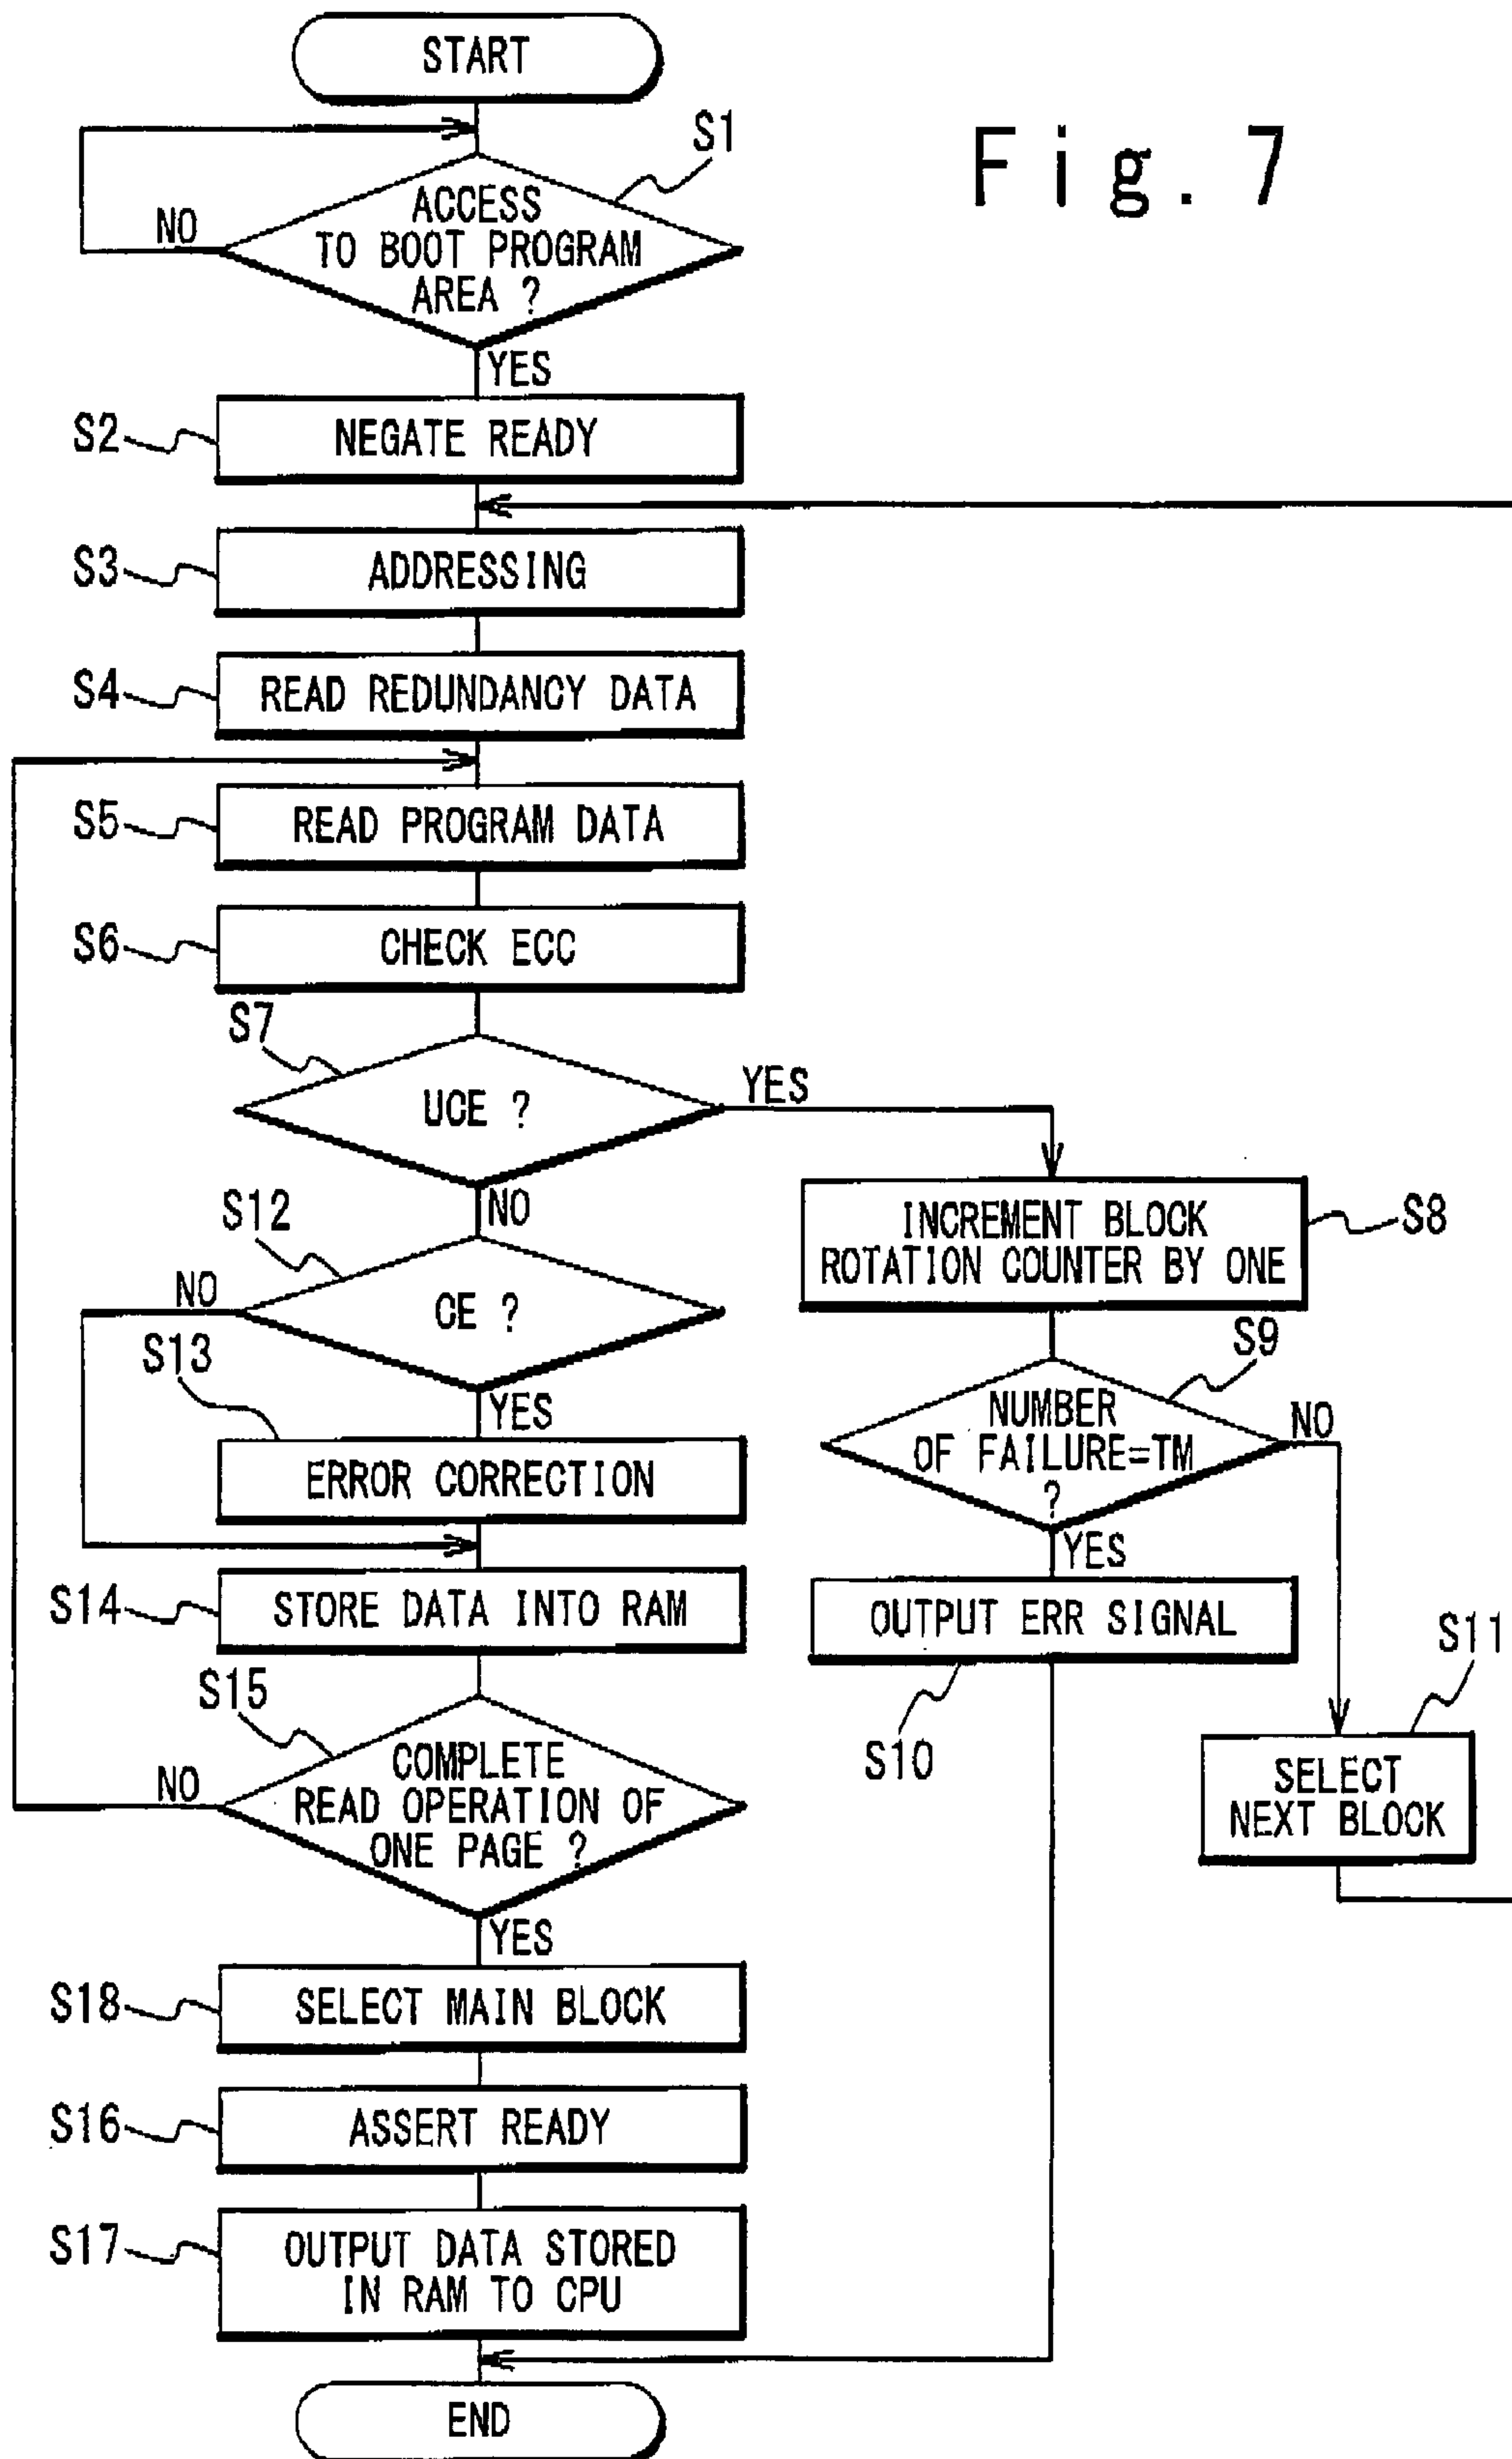 START
Fig. 7
S1
ACCESS
TO BOOT PROGRAM
AREA ?
NO
YES
S2
NEGATE READY
S3
ADDRESSING
S4
READ REDUNDANCY DATA
S5
READ PROGRAM DATA
S6
CHECK ECC
S7
UCE ?
YES
NO
S8
INCREMENT BLOCK
ROTATION COUNTER BY ONE
S12
CE ?
NO
YES
S9
NUMBER
OF FAILURE=TM
?
NO
YES
S13
ERROR CORRECTION
S10
OUTPUT ERR SIGNAL
S11
SELECT
NEXT BLOCK
S14
STORE DATA INTO RAM
S15
COMPLETE
READ OPERATION OF
ONE PAGE ?
NO
YES
S18
SELECT MAIN BLOCK
S16
ASSERT READY
S17
OUTPUT DATA STORED
IN RAM TO CPU
END